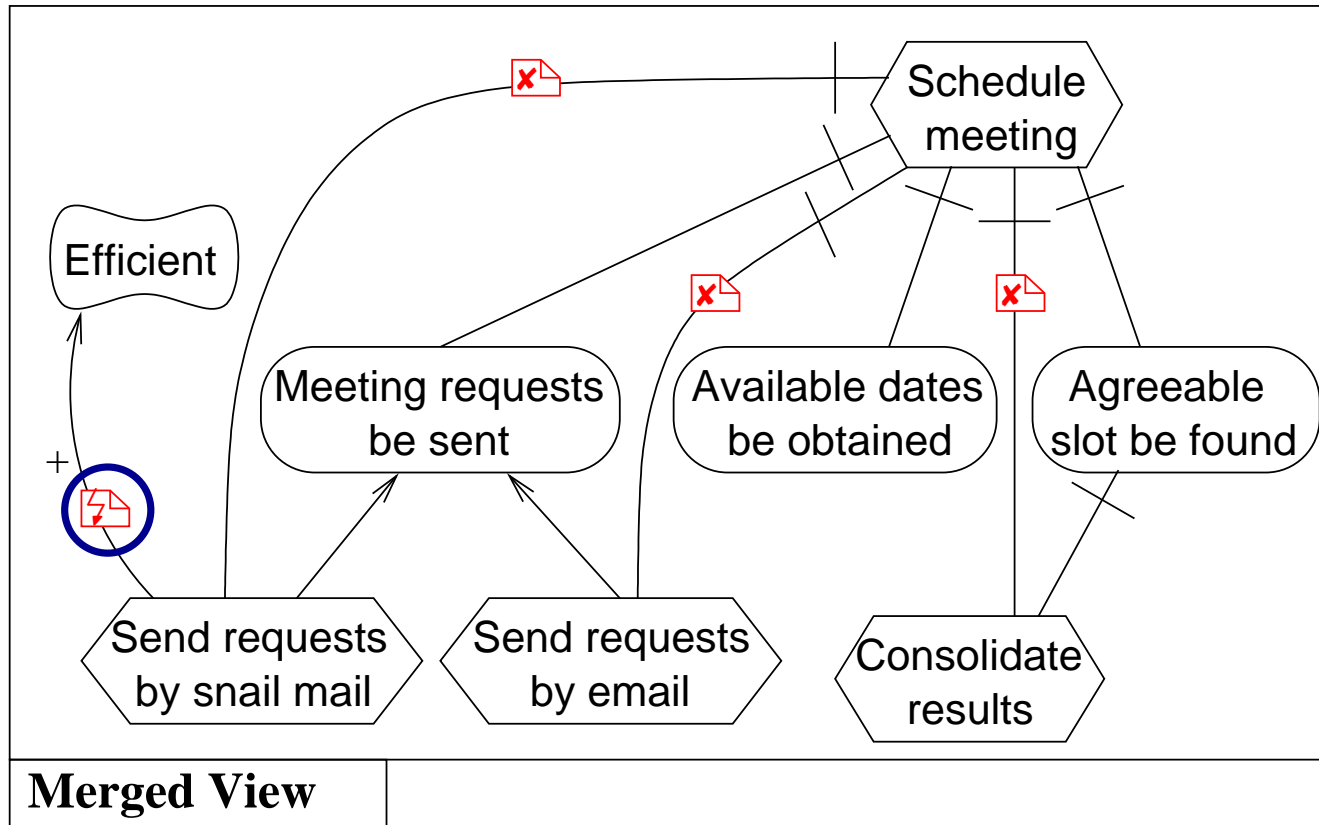 Schedule
meeting
Efficient
Meeting requests
be sent
Available dates
be obtained
Agreeable
slot be found
+
Send requests
by snail mail
Send requests
by email
Consolidate
results
Merged View